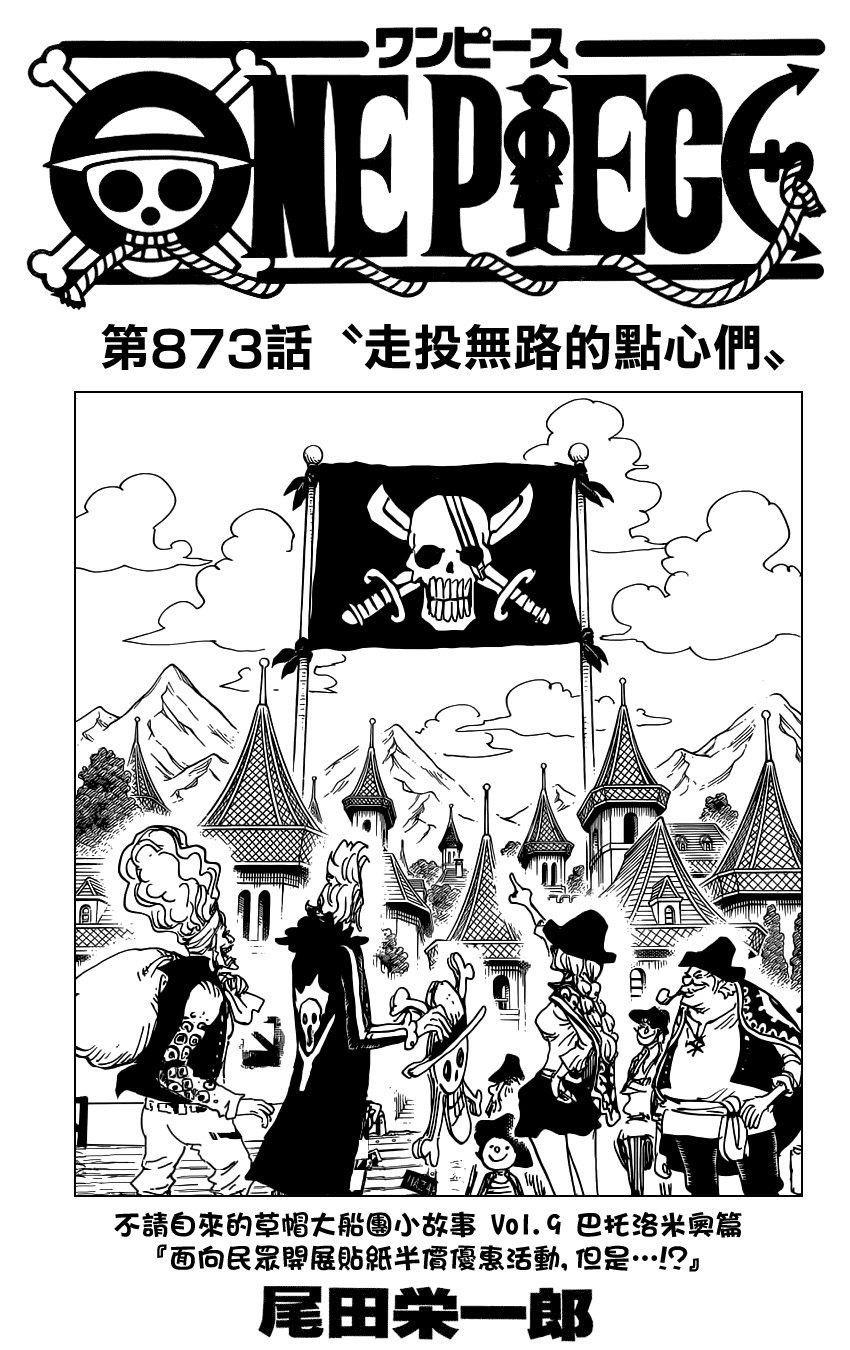 ワンピース
ONE PIECE
第873話〝走投無路的點心們〟
不請自來的草帽大船團小故事 Vol.9 巴托洛米奧篇
『面向民眾開展貼紙半價優惠活動,但是…!?』
尾田栄一郎